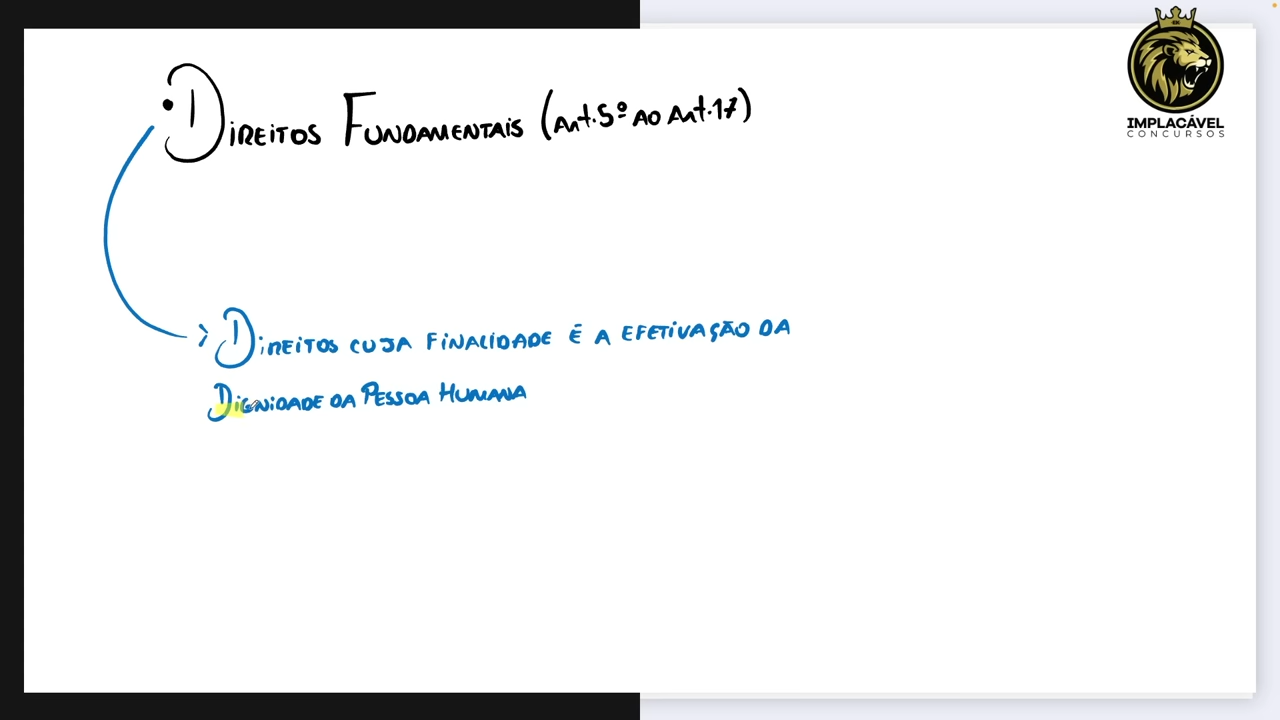 • Direitos Fundamentais (Art. 5º ao Art. 17)
IMPLACÁVEL
CONCURSOS
Direitos cuja finalidade é a efetivação da
Dignidade da Pessoa Humana